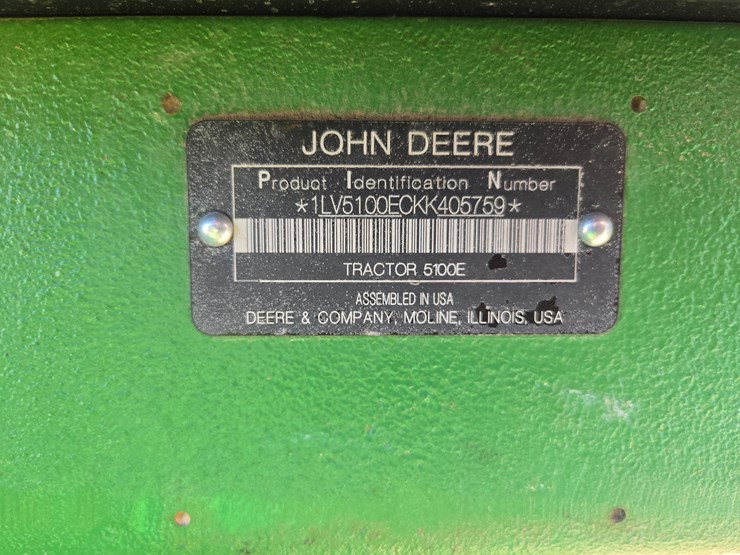 JOHN DEERE
Product Identification Number
*1LV5100ECKK405759*
TRACTOR 5100E
ASSEMBLED IN USA
DEERE & COMPANY, MOLINE, ILLINOIS, USA